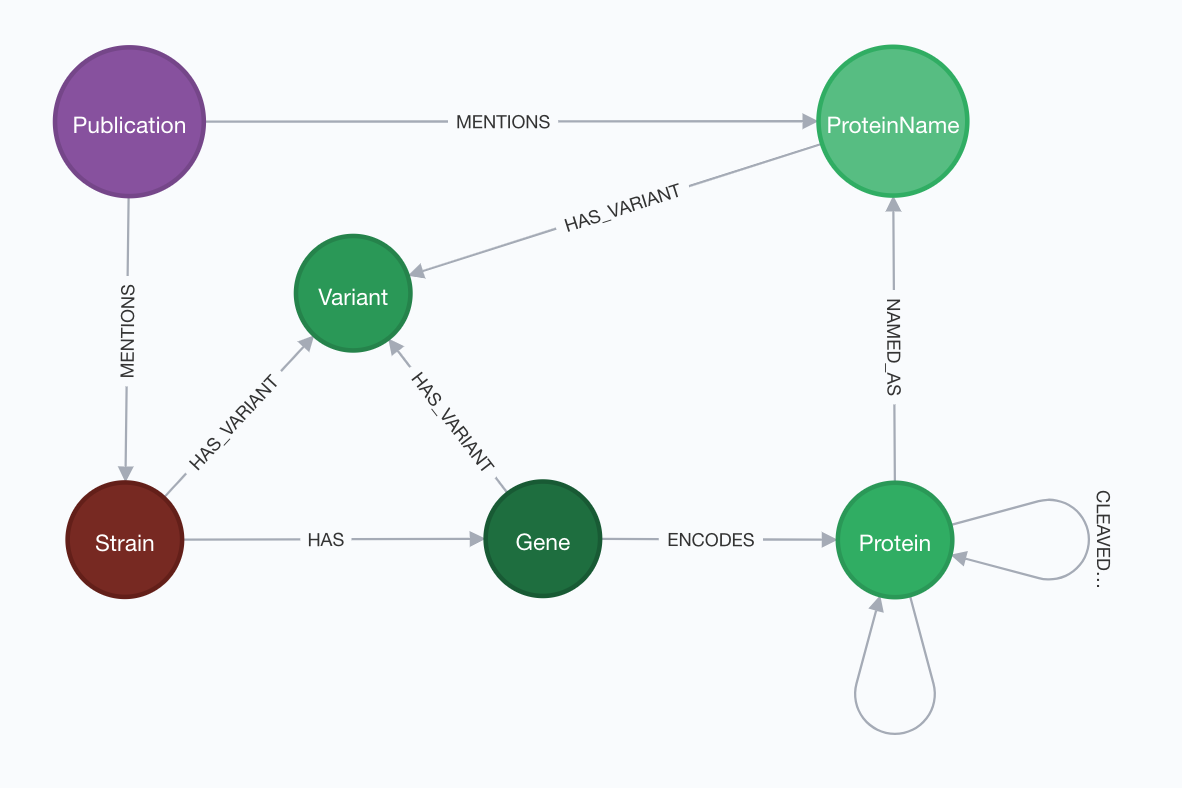 Publication
MENTIONS
ProteinName
HAS_VARIANT
Variant
MENTIONS
NAMED_AS
HAS_VARIANT
HAS_VARIANT
Strain
HAS
Gene
ENCODES
Protein
CLEAVED...